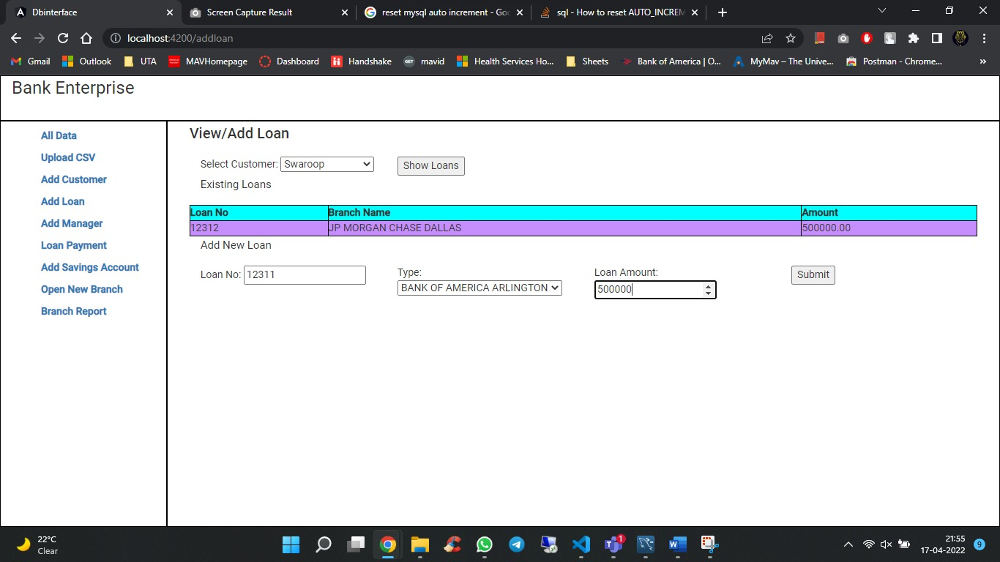 Dbinterface
Screen Capture Result
reset mysql auto increment - Goo
sql - How to reset AUTO_INCREM
localhost:4200/addloan
Gmail
Outlook
UTA
MAVHomepage
Dashboard
Handshake
GET
mavid
Health Services Ho...
Sheets
Bank of America | O...
MyMav – The Unive...
Postman - Chrome...
»
Bank Enterprise
All Data
Upload CSV
Add Customer
Add Loan
Add Manager
Loan Payment
Add Savings Account
Open New Branch
Branch Report
View/Add Loan
Select Customer: Swaroop
Show Loans
Existing Loans
Loan No Branch Name Amount
12312 JP MORGAN CHASE DALLAS 500000.00
Add New Loan
Loan No: 12311
Type:
BANK OF AMERICA ARLINGTON
Loan Amount:
500000
Submit
22°C
Clear
1
21:55
17-04-2022
9